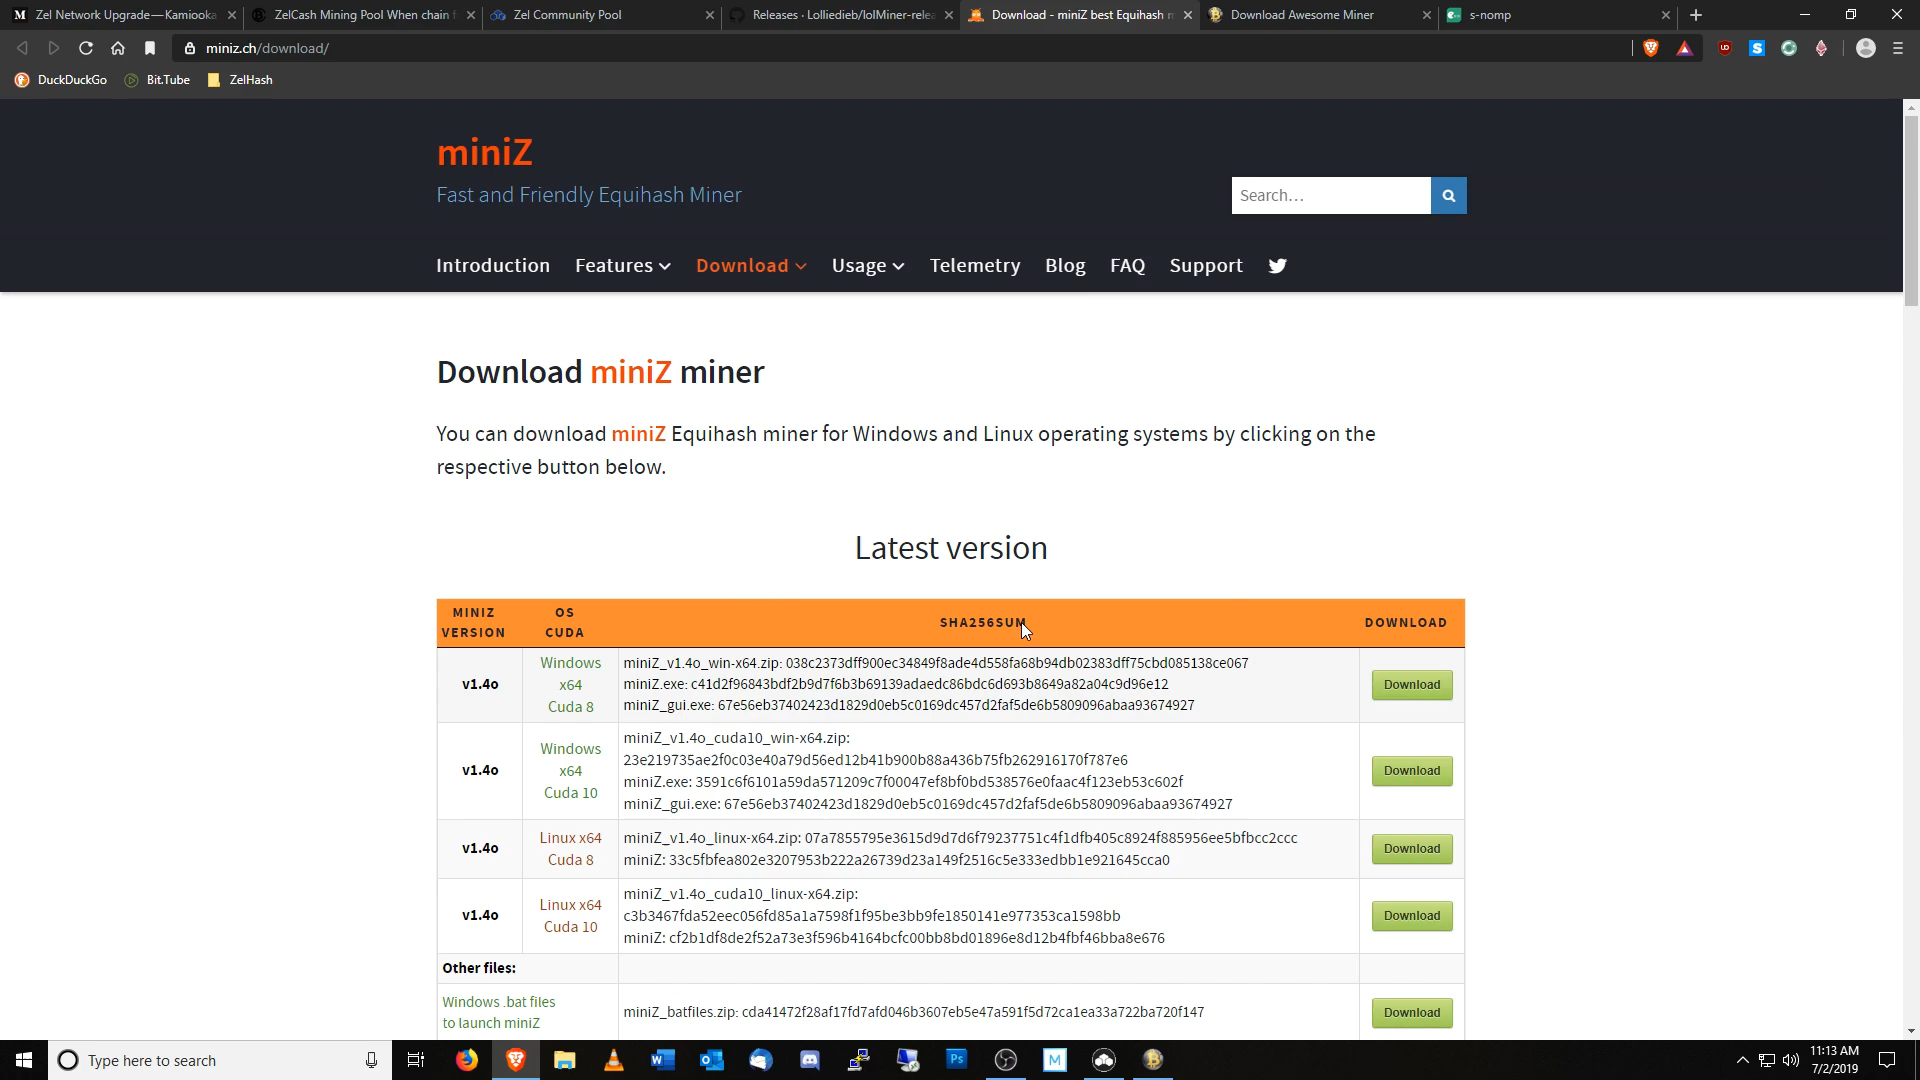 Zel Network Upgrade — Kamiooka
ZelCash Mining Pool When chain f
Zel Community Pool
Releases · Lolliedieb/lolMiner-rele
Download - miniZ best Equihash m
Download Awesome Miner
s-nomp
miniz.ch/download/
DuckDuckGo
Bit.Tube
ZelHash
miniZ
Fast and Friendly Equihash Miner
Search...
Introduction
Features
Download
Usage
Telemetry
Blog
FAQ
Support
Download miniZ miner
You can download miniZ Equihash miner for Windows and Linux operating systems by clicking on the
respective button below.
Latest version
MINIZ VERSION
OS CUDA
SHA256SUM
DOWNLOAD
v1.4o
Windows x64 Cuda 8
miniZ_v1.4o_win-x64.zip: 038c2373dff900ec34849f8ade4d558fa68b94db02383dff75cbd085138ce067
miniZ.exe: c41d2f96843bdf2b9d7f6b3b69139adaedc86bdc6d693b8649a82a04c9d96e12
miniZ_gui.exe: 67e56eb37402423d1829d0eb5c0169dc457d2faf5de6b5809096abaa93674927
Download
v1.4o
Windows x64 Cuda 10
miniZ_v1.4o_cuda10_win-x64.zip:
23e219735ae2f0c03e40a79d56ed12b41b900b88a436b75fb262916170f787e6
miniZ.exe: 3591c6f6101a59da571209c7f00047ef8bf0bd538576e0faac4f123eb53c602f
miniZ_gui.exe: 67e56eb37402423d1829d0eb5c0169dc457d2faf5de6b5809096abaa93674927
Download
v1.4o
Linux x64 Cuda 8
miniZ_v1.4o_linux-x64.zip: 07a7855795e3615d9d7d6f79237751c4f1dfb405c8924f885956ee5bfbcc2ccc
miniZ: 33c5fbfea802e3207953b222a26739d23a149f2516c5e333edbb1e921645cca0
Download
v1.4o
Linux x64 Cuda 10
miniZ_v1.4o_cuda10_linux-x64.zip:
c3b3467fda52eec056fd85a1a7598f1f95be3bb9fe1850141e977353ca1598bb
miniZ: cf2b1df8de2f52a73e3f596b4164bcfc00bb8bd01896e8d12b4fbf46bba8e676
Download
Other files:
Windows .bat files
to launch miniZ
miniZ_batfiles.zip: cda41472f28af17fd7afd046b3607eb5e47a591f5d72ca1ea33a722ba720f147
Download
Type here to search
11:13 AM
7/2/2019